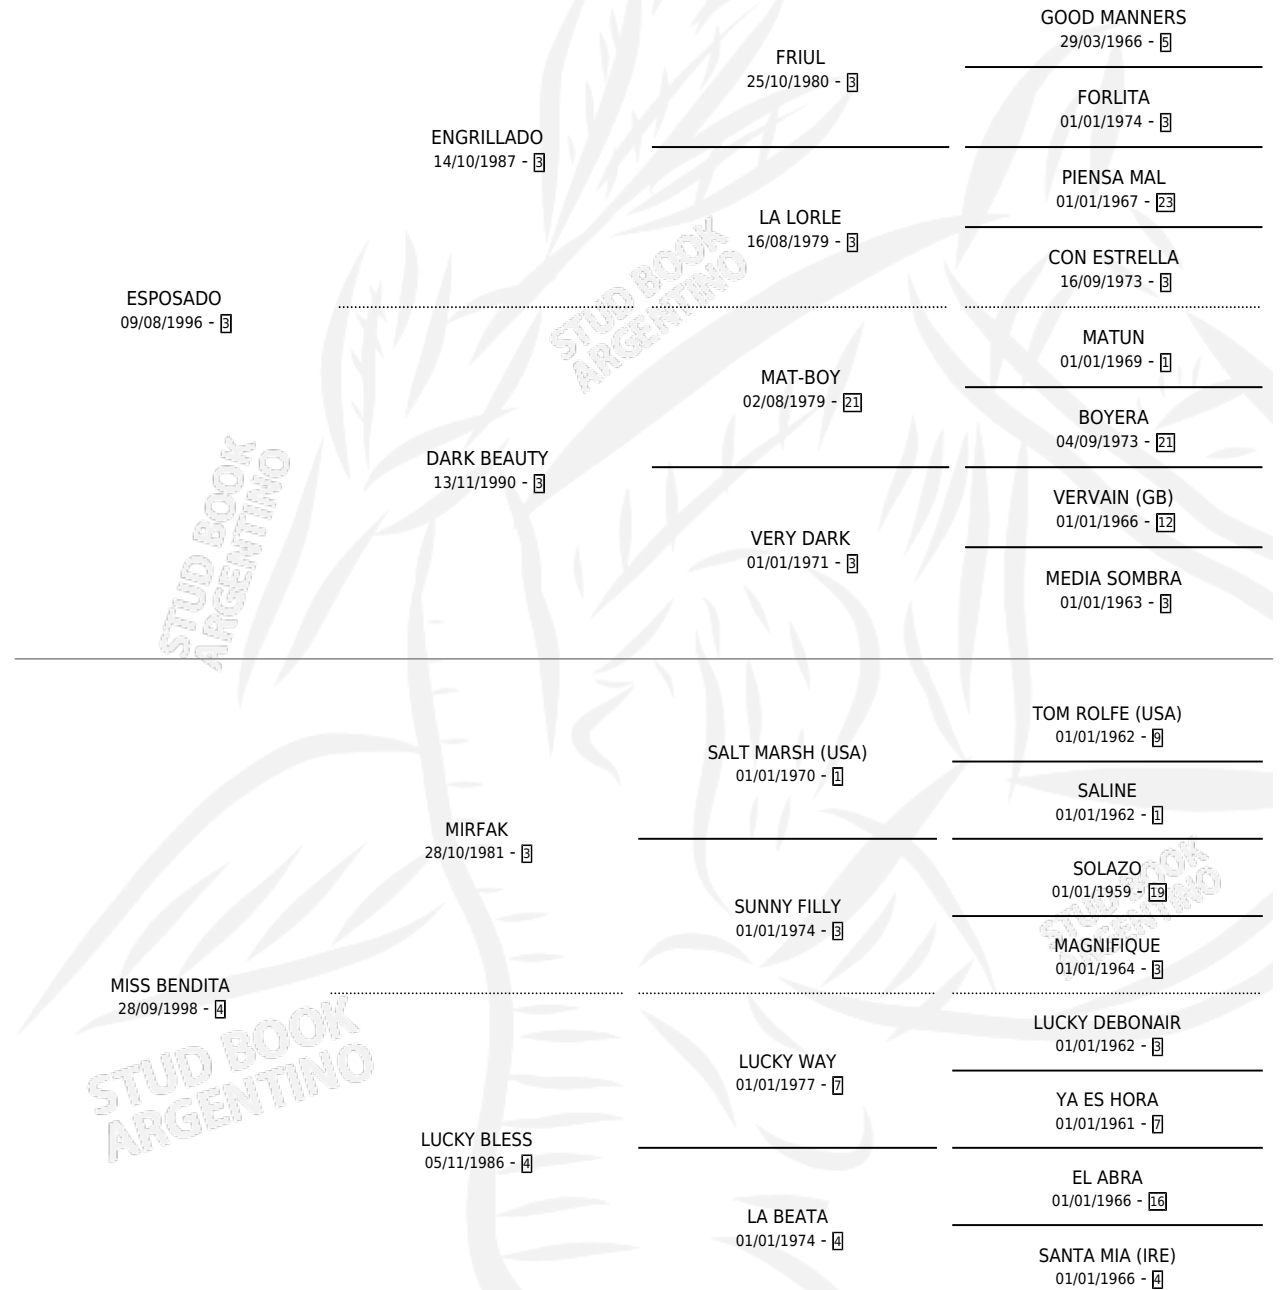 GOOD MANNERS
29/03/1966 - 5
FRIUL
25/10/1980 - 3
FORLITA
01/01/1974 - 3
ENGRILLADO
14/10/1987 - 3
PIENSA MAL
01/01/1967 - 23
LA LORLE
16/08/1979 - 3
CON ESTRELLA
16/09/1973 - 3
ESPOSADO
09/08/1996 - 3
MATUN
01/01/1969 - 1
MAT-BOY
02/08/1979 - 21
BOYERA
04/09/1973 - 21
DARK BEAUTY
13/11/1990 - 3
VERVAIN (GB)
01/01/1966 - 12
VERY DARK
01/01/1971 - 3
MEDIA SOMBRA
01/01/1963 - 3
STUD BOOK
ARGENTINO
STUD BOOK
ARGENTINO
TOM ROLFE (USA)
01/01/1962 - 9
SALT MARSH (USA)
01/01/1970 - 1
SALINE
01/01/1962 - 1
MIRFAK
28/10/1981 - 3
SOLAZO
01/01/1959 - 19
SUNNY FILLY
01/01/1974 - 3
MAGNIFIQUE
01/01/1964 - 3
MISS BENDITA
28/09/1998 - 4
LUCKY DEBONAIR
01/01/1962 - 3
LUCKY WAY
01/01/1977 - 7
YA ES HORA
01/01/1961 - 7
LUCKY BLESS
05/11/1986 - 4
EL ABRA
01/01/1966 - 16
LA BEATA
01/01/1974 - 4
SANTA MIA (IRE)
01/01/1966 - 4
STUD BOOK
ARGENTINO
STUD BOOK
ARGENTINO